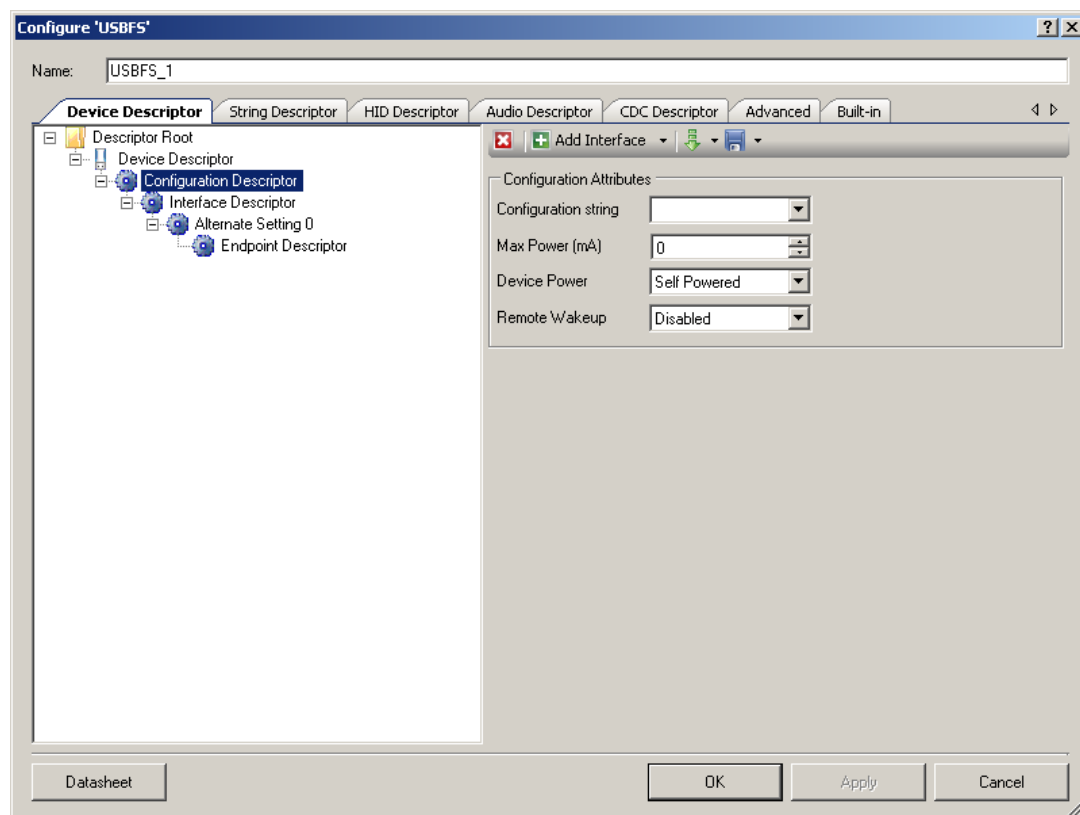 Configure 'USBFS'
Name: USBFS_1
Device Descriptor String Descriptor HID Descriptor Audio Descriptor CDC Descriptor Advanced Built-in
Descriptor Root
Device Descriptor
Configuration Descriptor
Interface Descriptor
Alternate Setting 0
Endpoint Descriptor
Add Interface
Configuration Attributes
Configuration string
Max Power (mA) 0
Device Power Self Powered
Remote Wakeup Disabled
Datasheet OK Apply Cancel